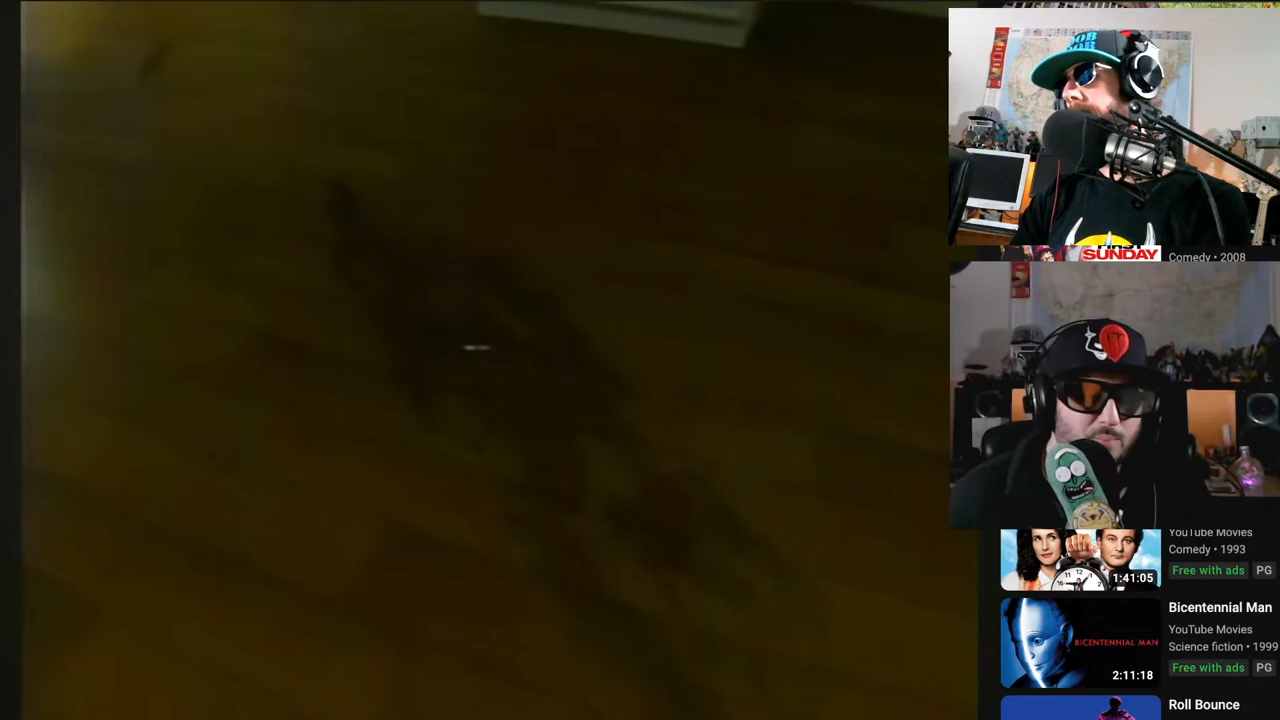 SUNDAY
Comedy • 2008
YouTube Movies
Comedy • 1993
Free with ads PG
1:41:05
Bicentennial Man
YouTube Movies
Science fiction • 1999
Free with ads PG
BICENTENNIAL MAN
2:11:18
Roll Bounce